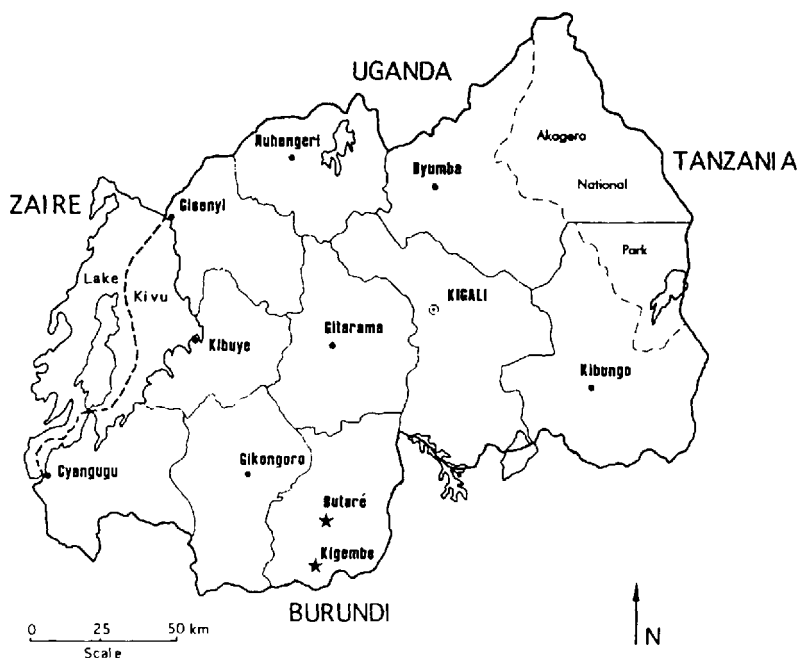 UGANDA
Ruhengeri
Akagera
TANZANIA
Byumba
National
ZAIRE
Gisenyi
Park
Lake
Kivu
KIGALI
Kibuye
Gitarama
Kibungo
Cyangugu
Gikongoro
Butaré
Kigembe
BURUNDI
0 25 50 km
Scale
N